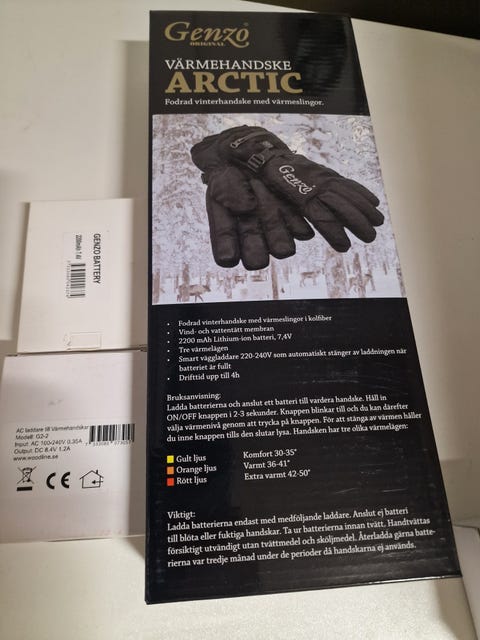 Genzo
ORIGINAL
VÄRMEHANDSKE
ARCTIC
Fodrad vinterhandske med värmeslingor.
Genzo
• Fodrad vinterhandske med värmeslingor i kolfiber
• Vind- och vattentätt membran
• 2200 mAh Lithium-ion batteri, 7,4V
• Tre värmelägen
• Smart väggladdare 220-240V som automatiskt stänger av laddningen när
batteriet är fullt
• Drifttid upp till 4h
Bruksanvisning:
Ladda batterierna och anslut ett batteri till vardera handske. Håll in
ON/OFF knappen i 2-3 sekunder. Knappen blinkar till och du kan därefter
välja värmenivå genom att trycka på knappen. För att stänga av värmen håller
du inne knappen tills den slutar lysa. Handsken har tre olika värmelägen:
Gult ljus Komfort 30-35°
Orange ljus Varmt 36-41°
Rött ljus Extra varmt 42-50°
Viktigt:
Ladda batterierna endast med medföljande laddare. Anslut ej batteri
till blöta eller fuktiga handskar. Ta ur batterierna innan tvätt. Handtvättas
försiktigt utvändigt utan tvättmedel och sköljmedel. Återladda gärna batte-
rierna var tredje månad under de perioder då handskarna ej används.
GENZO BATTERY
2200mAh 7.4V
AC laddare till Värmehandskar
Model#: G2-2
Input: AC 100-240V 0.35A
Output: DC 8.4V 1.2A
www.woodline.se
CE